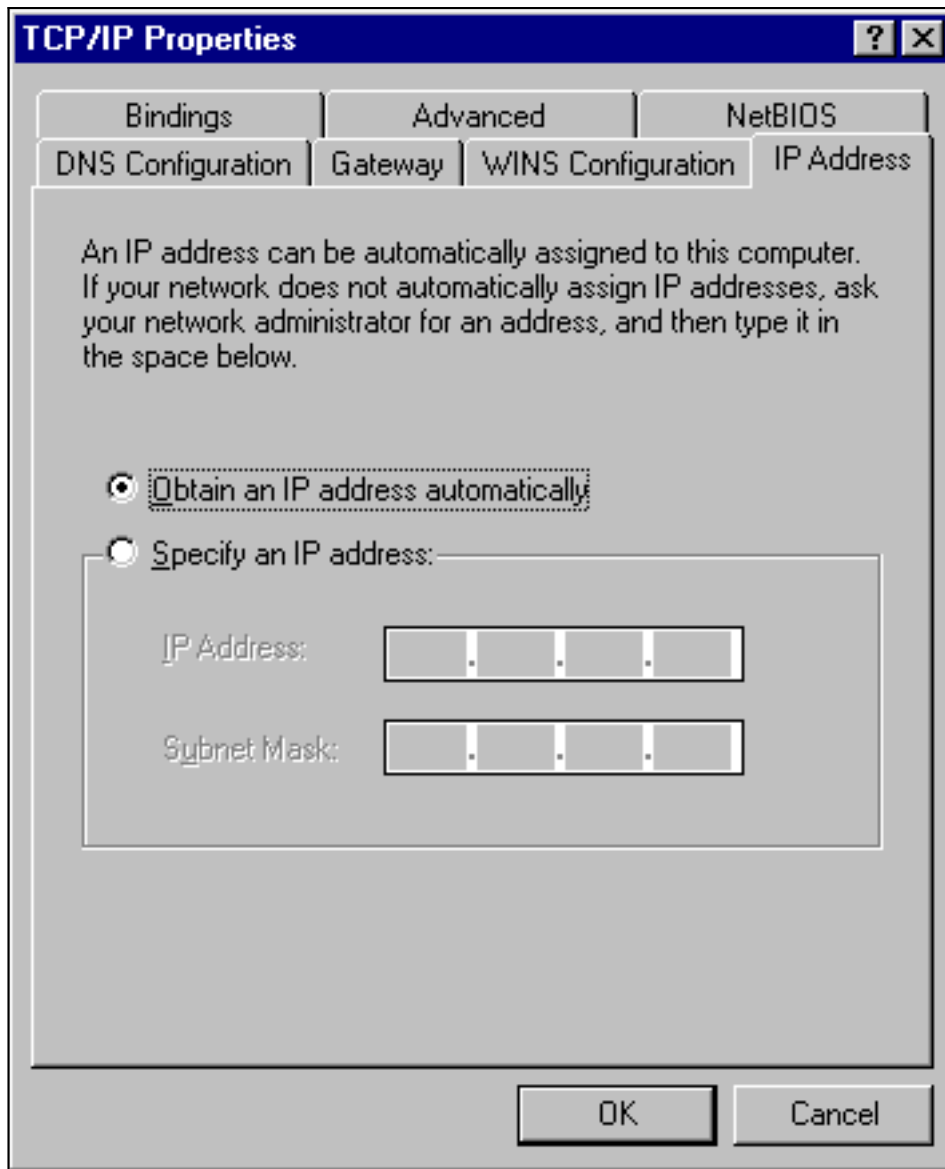 TCP/IP Properties
Bindings Advanced NetBIOS
DNS Configuration Gateway WINS Configuration IP Address
An IP address can be automatically assigned to this computer.
If your network does not automatically assign IP addresses, ask
your network administrator for an address, and then type it in
the space below.
Obtain an IP address automatically
Specify an IP address:
IP Address: . . .
Subnet Mask: . . .
OK Cancel